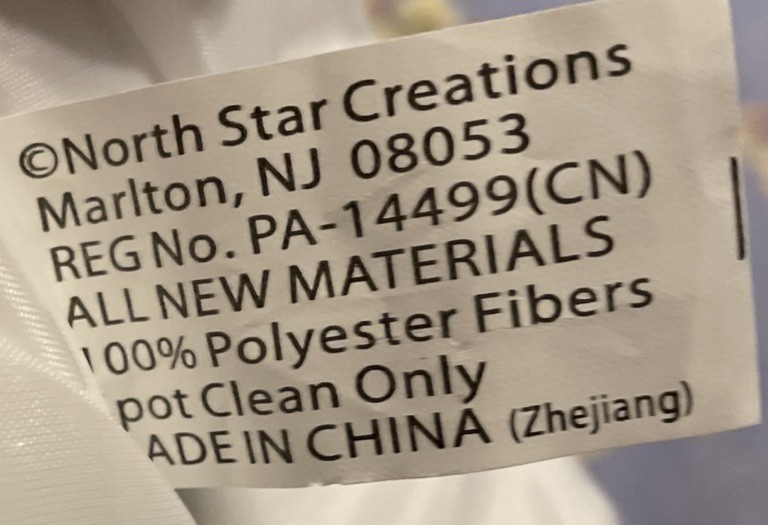 ©North Star Creations
Marlton, NJ 08053
REG No. PA-14499(CN)
ALL NEW MATERIALS
100% Polyester Fibers
pot Clean Only
ADE IN CHINA (Zhejiang)